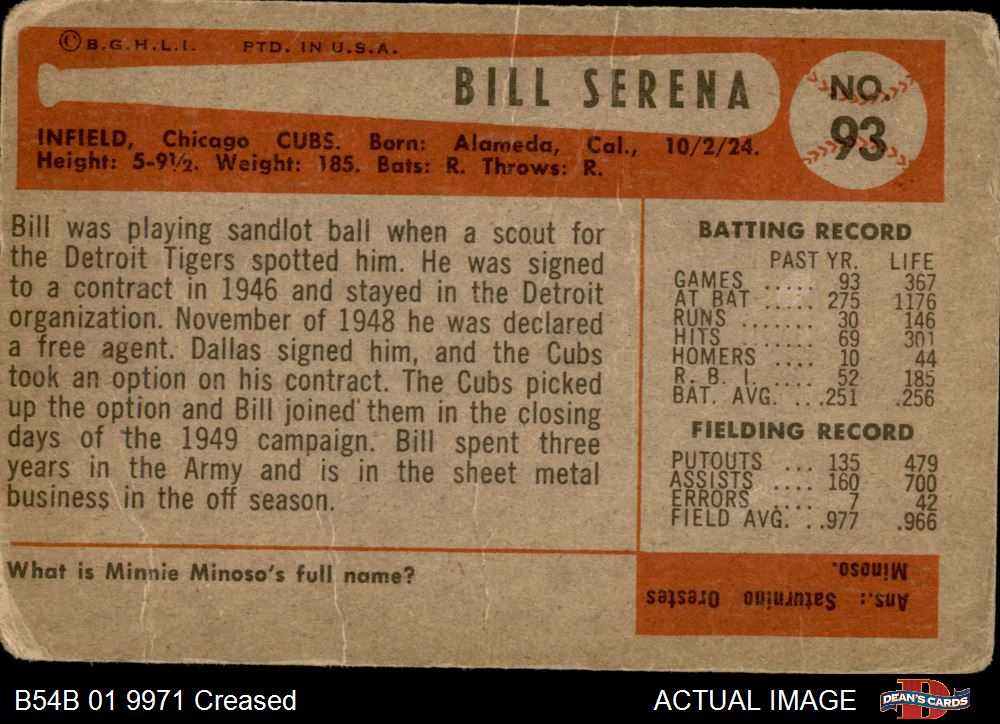 ©B.G.H.L.I. PTD. IN U.S.A.
BILL SERENA
NO.
93
INFIELD, Chicago CUBS. Born: Alameda, Cal., 10/2/24.
Height: 5-9½. Weight: 185. Bats: R. Throws: R.
Bill was playing sandlot ball when a scout for
the Detroit Tigers spotted him. He was signed
to a contract in 1946 and stayed in the Detroit
organization. November of 1948 he was declared
a free agent. Dallas signed him, and the Cubs
took an option on his contract. The Cubs picked
up the option and Bill joined them in the closing
days of the 1949 campaign. Bill spent three
years in the Army and is in the sheet metal
business in the off season.
BATTING RECORD
PAST YR. LIFE
GAMES ..... 93 367
AT BAT ..... 275 1176
RUNS ....... 30 146
HITS ....... 69 301
HOMERS .... 10 44
R. B. I. .... 52 185
BAT. AVG. ...251 .256
FIELDING RECORD
PUTOUTS ... 135 479
ASSISTS .... 160 700
ERRORS ..... 7 42
FIELD AVG. ..977 .966
What is Minnie Minoso's full name?
Ans.: Saturnino Orestes
Minoso.
B54B 01 9971 Creased
ACTUAL IMAGE
D
DEAN'S CARDS